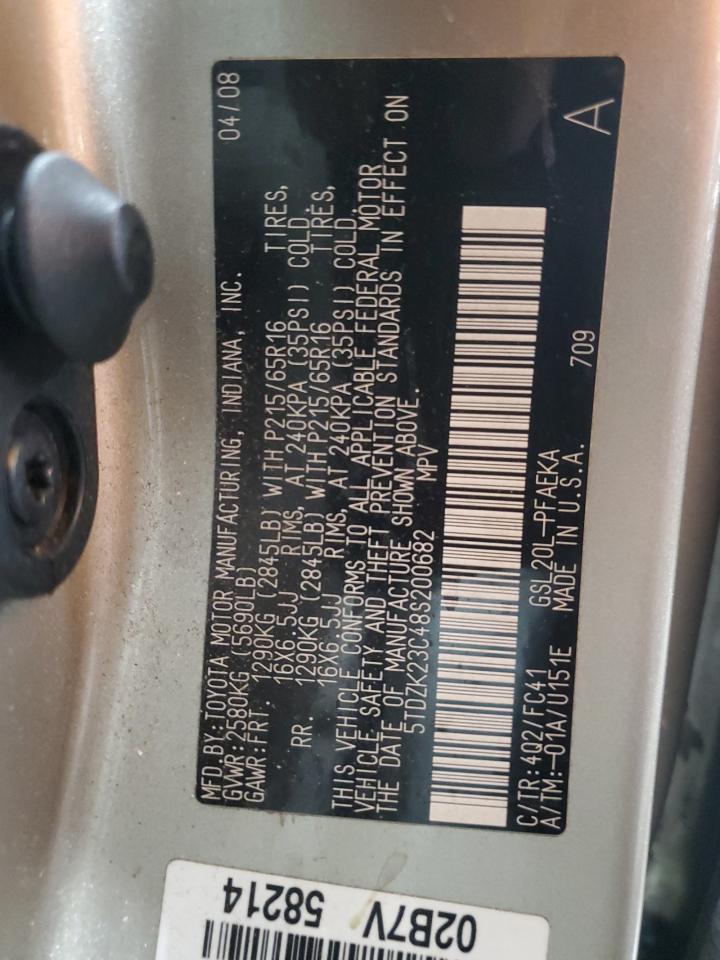 MFD.BY:TOYOTA MOTOR MANUFACTURING, INDIANA, INC. 04/08
GVWR:2580KG (5690LB)
GAWR:FRT. 1290KG (2845LB) WITH P215/65R16 TIRES,
16X6.5JJ RIMS, AT 240KPA (35PSI) COLD.
RR. 1290KG (2845LB) WITH P215/65R16 TIRES,
16X6.5JJ RIMS, AT 240KPA (35PSI) COLD.
THIS VEHICLE CONFORMS TO ALL APPLICABLE FEDERAL MOTOR
VEHICLE SAFETY AND THEFT PREVENTION STANDARDS IN EFFECT ON
THE DATE OF MANUFACTURE SHOWN ABOVE.
5TDZK23C48S200682 MPV
C/TR:4Q2/FC41 GSL20L-PFAEKA 709 A
A/TM:-01A/U151E MADE IN U.S.A.
02B7V 58214